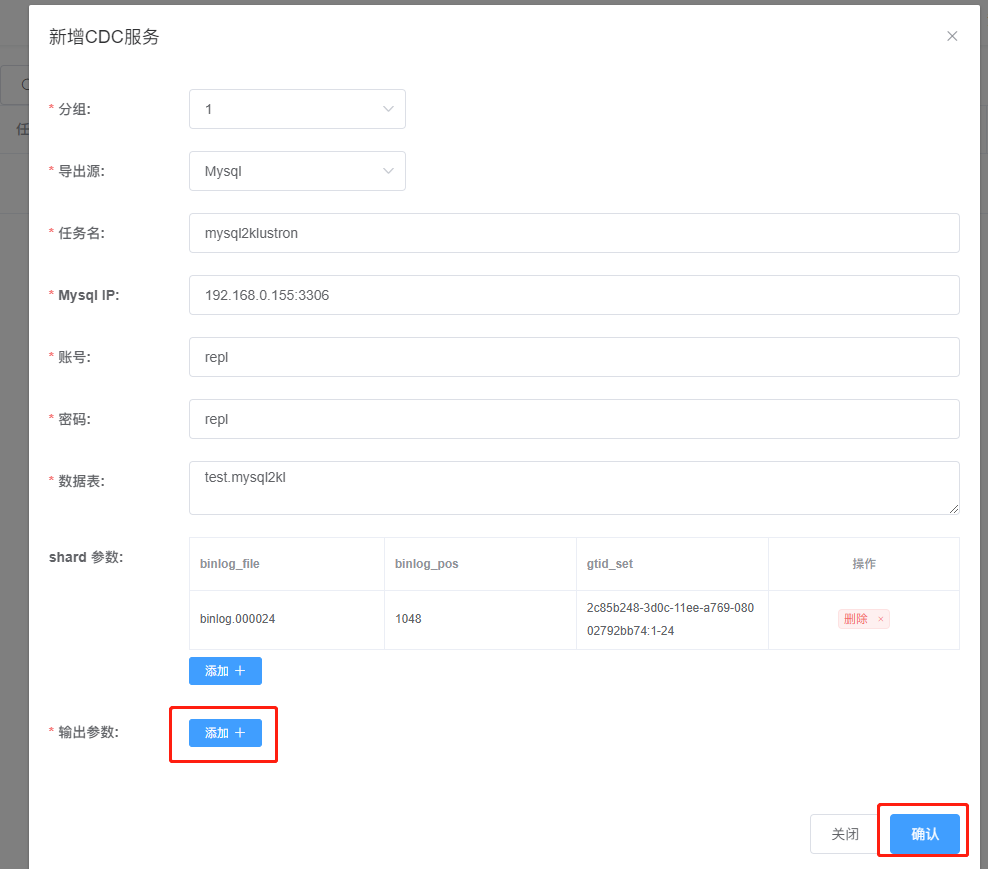 新增CDC服务
* 分组:
1
* 导出源:
Mysql
* 任务名:
mysql2klustron
* Mysql IP:
192.168.0.155:3306
* 账号:
repl
* 密码:
repl
* 数据表:
test.mysql2kl
shard 参数:
binlog_file binlog_pos gtid_set 操作
binlog.000024 1048 2c85b248-3d0c-11ee-a769-080
02792bb74:1-24
删除 ×
添加 +
* 输出参数:
添加 +
关闭 确认
任